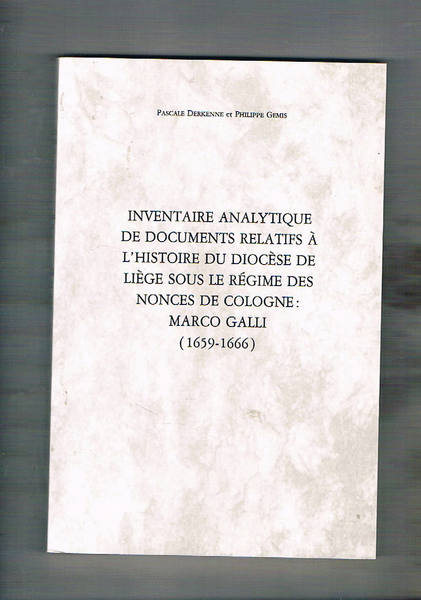 PASCALE DERKENNE ET PHILIPPE GEMIS
INVENTAIRE ANALYTIQUE
DE DOCUMENTS RELATIFS À
L'HISTOIRE DU DIOCÈSE DE
LIÈGE SOUS LE RÉGIME DES
NONCES DE COLOGNE:
MARCO GALLI
(1659-1666)